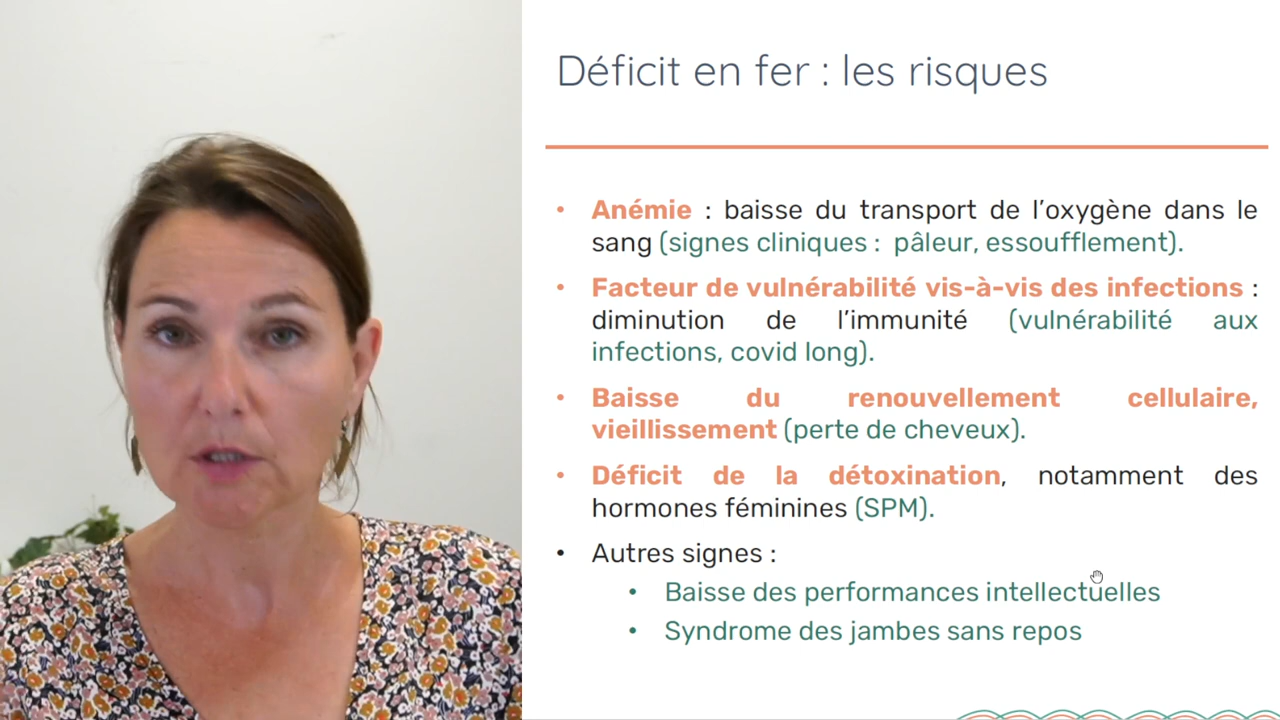 Déficit en fer : les risques
• Anémie : baisse du transport de l'oxygène dans le
sang (signes cliniques : pâleur, essoufflement).
• Facteur de vulnérabilité vis-à-vis des infections :
diminution de l'immunité (vulnérabilité aux
infections, covid long).
• Baisse du renouvellement cellulaire,
vieillissement (perte de cheveux).
• Déficit de la détoxination, notamment des
hormones féminines (SPM).
• Autres signes :
• Baisse des performances intellectuelles
• Syndrome des jambes sans repos